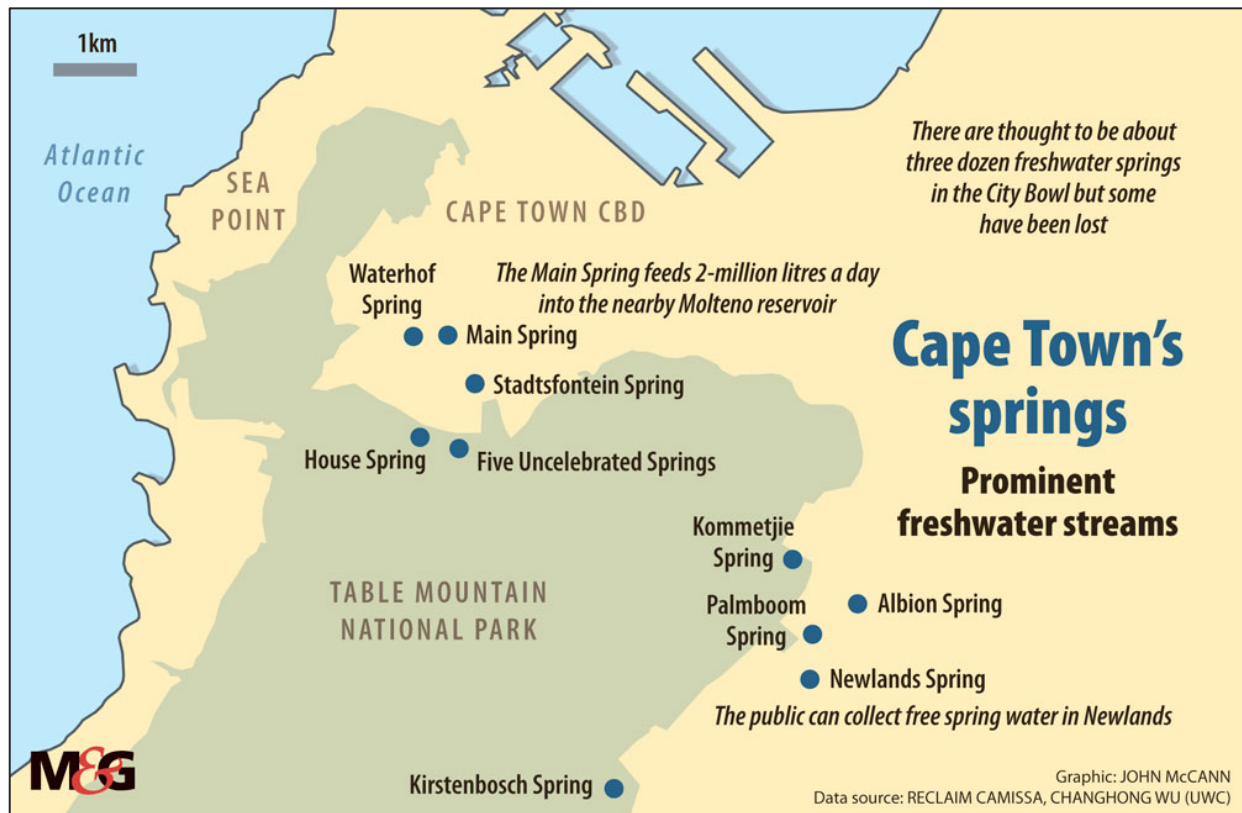 1km
Atlantic
Ocean
SEA
POINT
CAPE TOWN CBD
There are thought to be about
three dozen freshwater springs
in the City Bowl but some
have been lost
Waterhof
Spring
The Main Spring feeds 2-million litres a day
into the nearby Molteno reservoir
Main Spring
Stadtsfontein Spring
Cape Town’s
springs
House Spring
Five Uncelebrated Springs
Prominent
freshwater streams
Kommetjie
Spring
TABLE MOUNTAIN
NATIONAL PARK
Palmboom
Spring
Albion Spring
Newlands Spring
The public can collect free spring water in Newlands
M&G
Kirstenbosch Spring
Graphic: JOHN McCANN
Data source: RECLAIM CAMISSA, CHANGHONG WU (UWC)